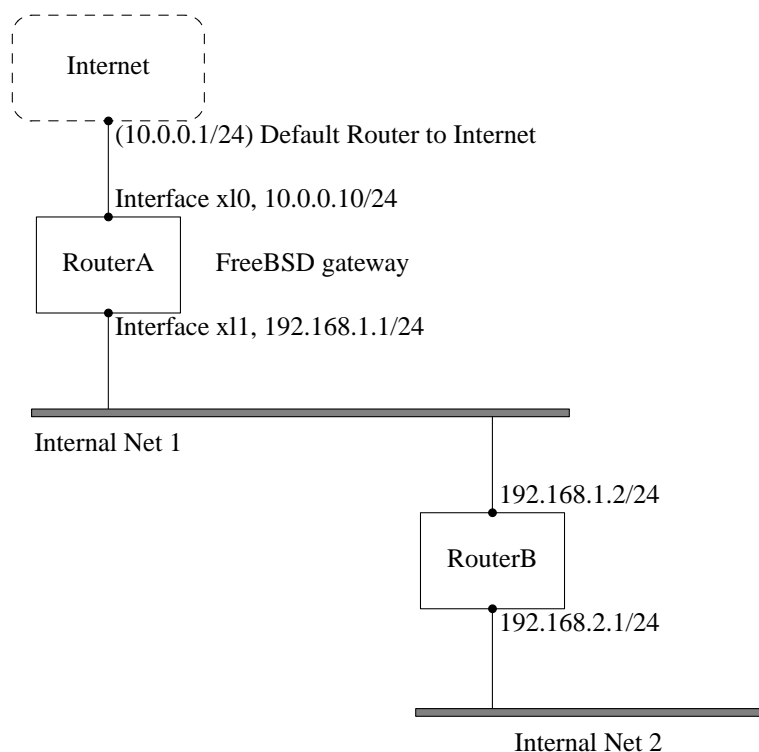 Internet
(10.0.0.1/24) Default Router to Internet
Interface xl0, 10.0.0.10/24
RouterA
FreeBSD gateway
Interface xl1, 192.168.1.1/24
Internal Net 1
192.168.1.2/24
RouterB
192.168.2.1/24
Internal Net 2